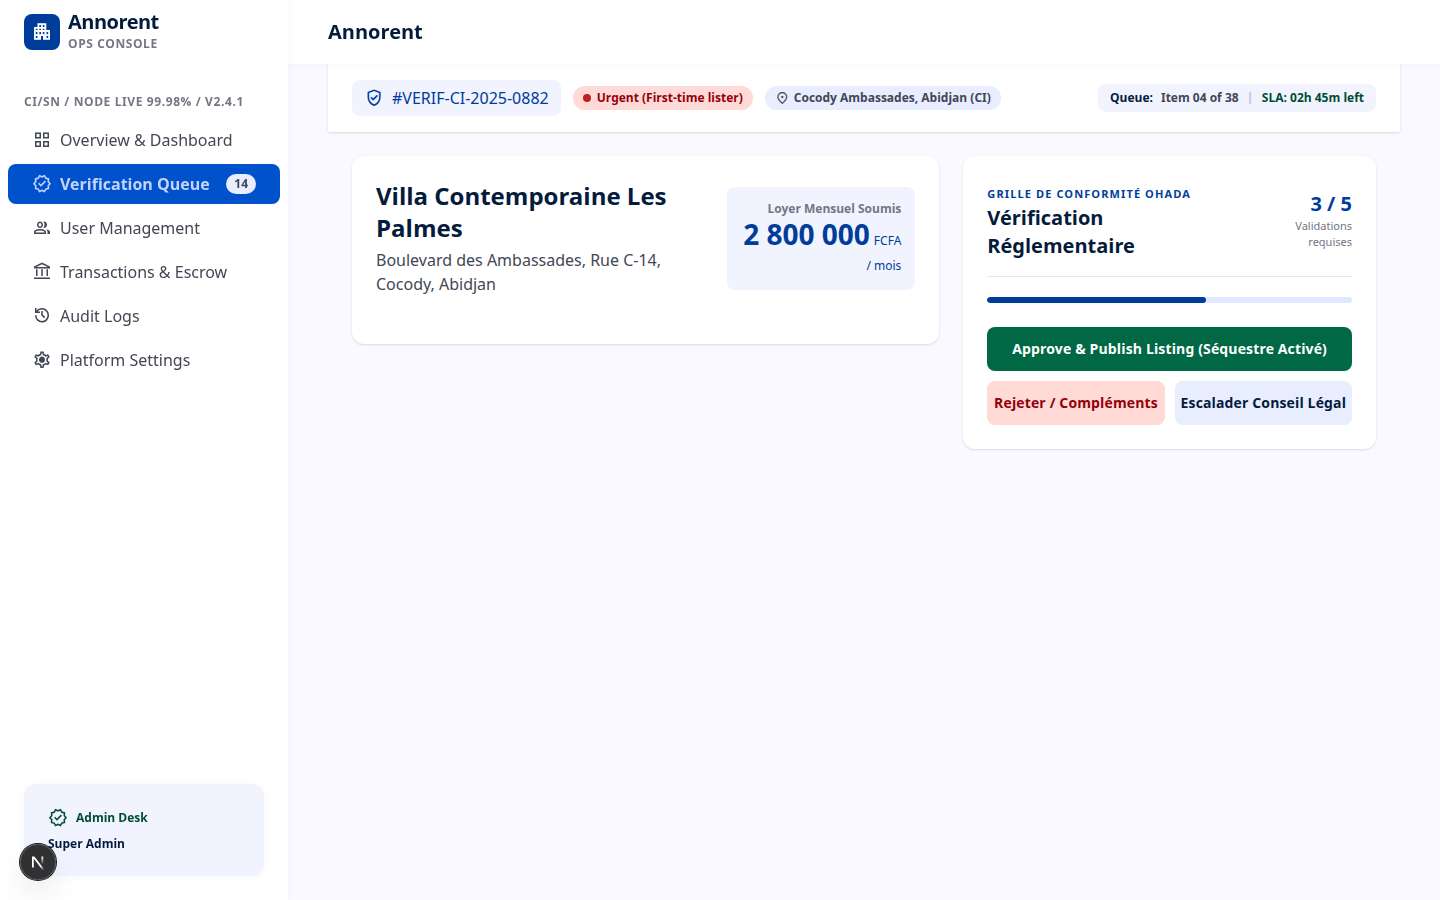 Annorent
OPS CONSOLE
CI/SN / NODE LIVE 99.98% / V2.4.1
Overview & Dashboard
Verification Queue 14
User Management
Transactions & Escrow
Audit Logs
Platform Settings
Admin Desk
Super Admin
N
Annorent
#VERIF-CI-2025-0882
Urgent (First-time lister)
Cocody Ambassades, Abidjan (CI)
Queue: Item 04 of 38 | SLA: 02h 45m left
Villa Contemporaine Les
Palmes
Boulevard des Ambassades, Rue C-14,
Cocody, Abidjan
Loyer Mensuel Soumis
2 800 000 FCFA
/ mois
GRILLE DE CONFORMITÉ OHADA
Vérification
Réglementaire
3 / 5
Validations
requises
Approve & Publish Listing (Séquestre Activé)
Rejeter / Compléments
Escalader Conseil Légal